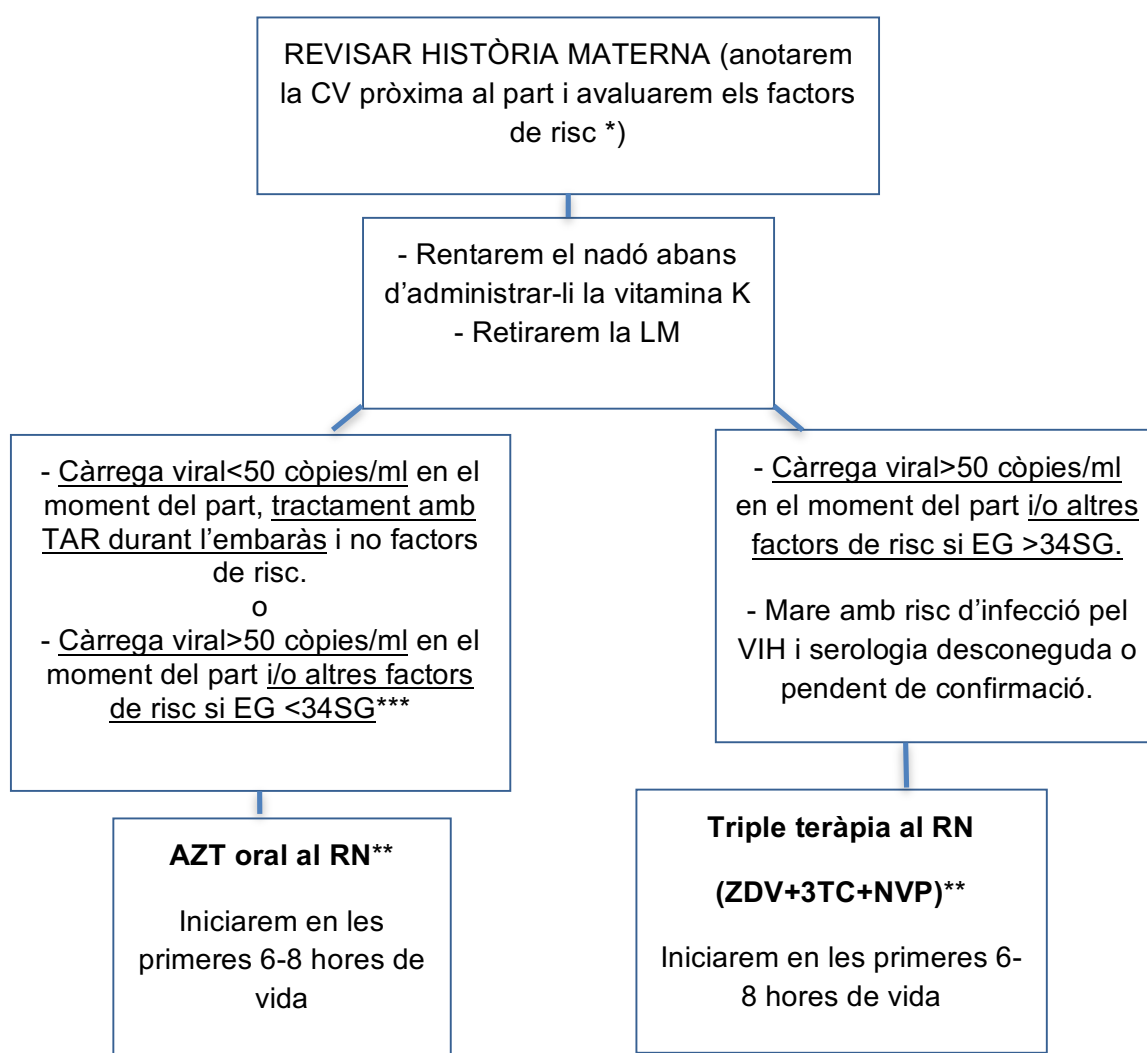 REVISAR HISTÒRIA MATERNA (anotarem
la CV pròxima al part i avaluarem els factors
de risc *)
- Rentarem el nadó abans
d’administrar-li la vitamina K
- Retirarem la LM
- Càrrega viral<50 còpies/ml en el
moment del part, tractament amb
TAR durant l’embaràs i no factors
de risc.
o
- Càrrega viral>50 còpies/ml en el
moment del part i/o altres factors
de risc si EG <34SG***
- Càrrega viral>50 còpies/ml
en el moment del part i/o altres
factors de risc si EG >34SG.
- Mare amb risc d’infecció pel
VIH i serologia desconeguda o
pendent de confirmació.
AZT oral al RN**
Iniciarem en les
primeres 6-8 hores de
vida
Triple teràpia al RN
(ZDV+3TC+NVP)**
Iniciarem en les primeres 6-
8 hores de vida